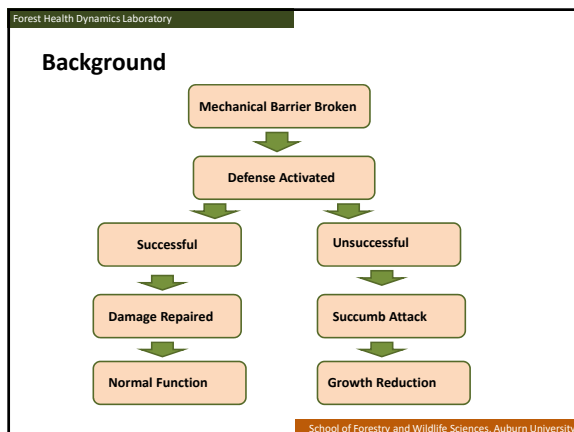 Forest Health Dynamics Laboratory
Background
Mechanical Barrier Broken
Defense Activated
Successful
Unsuccessful
Damage Repaired
Succumb Attack
Normal Function
Growth Reduction
School of Forestry and Wildlife Sciences, Auburn University